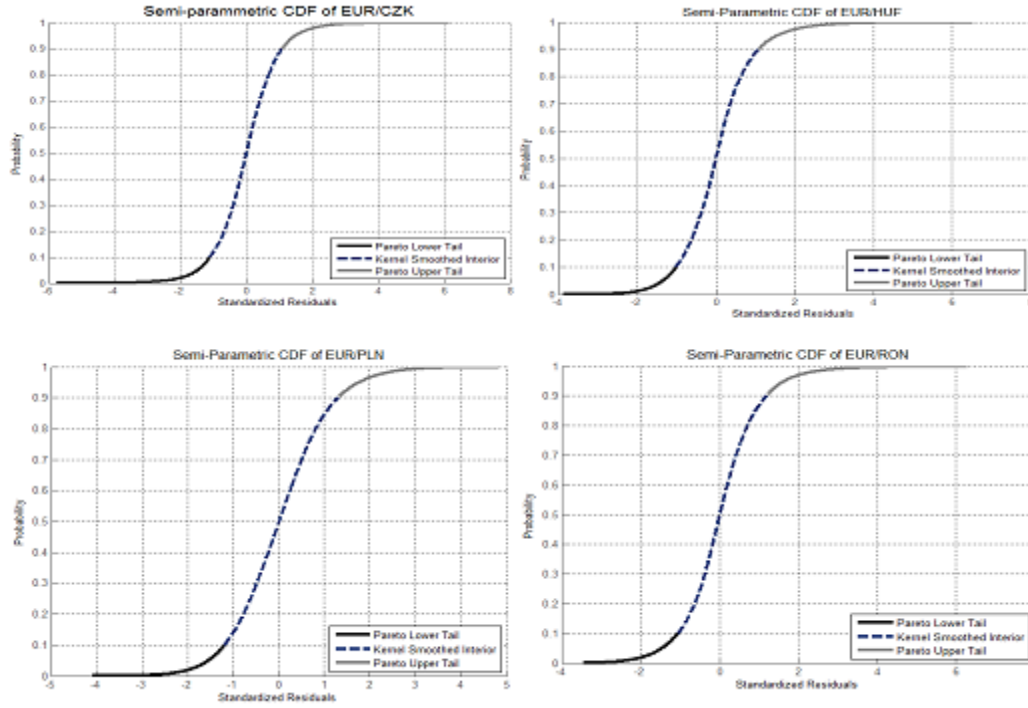 Semi-parammetric CDF of EUR/CZK
1
0.9
0.8
0.7
0.6
0.5
0.4
0.3
0.2
0.1
0
Probability
Pareto Lower Tail
Kernel Smoothed Interior
Pareto Upper Tail
-4 -2 0 2 4 6 8
Standardized Residuals
Semi-Parametric CDF of EUR/HUF
1
0.9
0.8
0.7
0.6
0.5
0.4
0.3
0.2
0.1
0
Probability
Pareto Lower Tail
Kernel Smoothed Interior
Pareto Upper Tail
-4 -2 0 2 4 6
Standardized Residuals
Semi-Parametric CDF of EUR/PLN
1
0.9
0.8
0.7
0.6
0.5
0.4
0.3
0.2
0.1
0
Probability
Pareto Lower Tail
Kernel Smoothed Interior
Pareto Upper Tail
-5 -4 -3 -2 -1 0 1 2 3 4 5
Standardized Residuals
Semi-Parametric CDF of EUR/RON
1
0.9
0.8
0.7
0.6
0.5
0.4
0.3
0.2
0.1
0
Probability
Pareto Lower Tail
Kernel Smoothed Interior
Pareto Upper Tail
-4 -2 0 2 4 6
Standardized Residuals